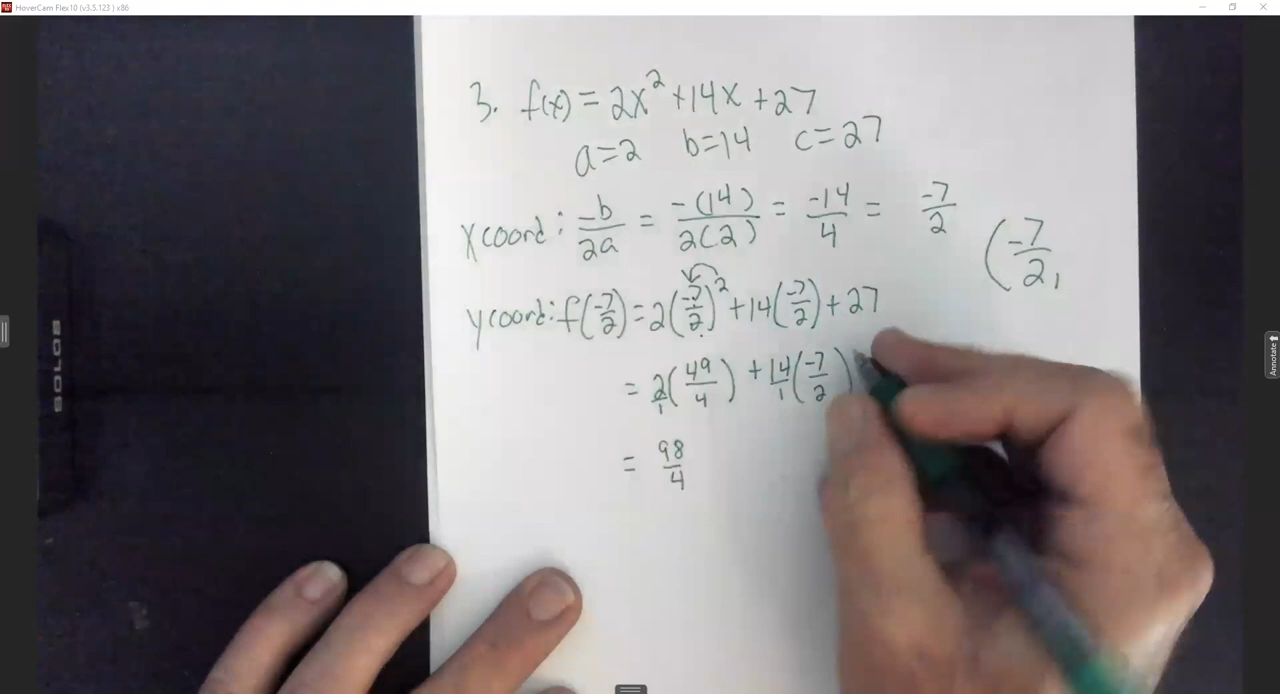 HoverCam Flex10 (v3.5.123) x86
3. f(x) = 2x² + 14x + 27
a = 2 b = 14 c = 27
x coord: -b/2a = -(14)/2(2) = -14/4 = -7/2
(-7/2,
y coord: f(-7/2) = 2(-7/2)² + 14(-7/2) + 27
= 2/1(49/4) + 14/1(-7/2)
= 98/4
SOLO8
Annotate